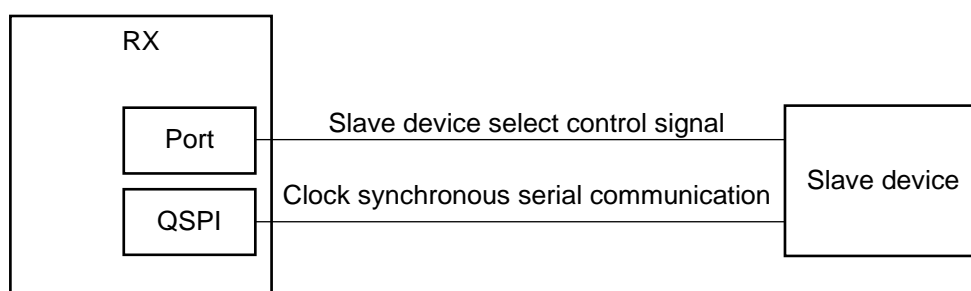 RX
Port
Slave device select control signal
Slave device
Clock synchronous serial communication
QSPI